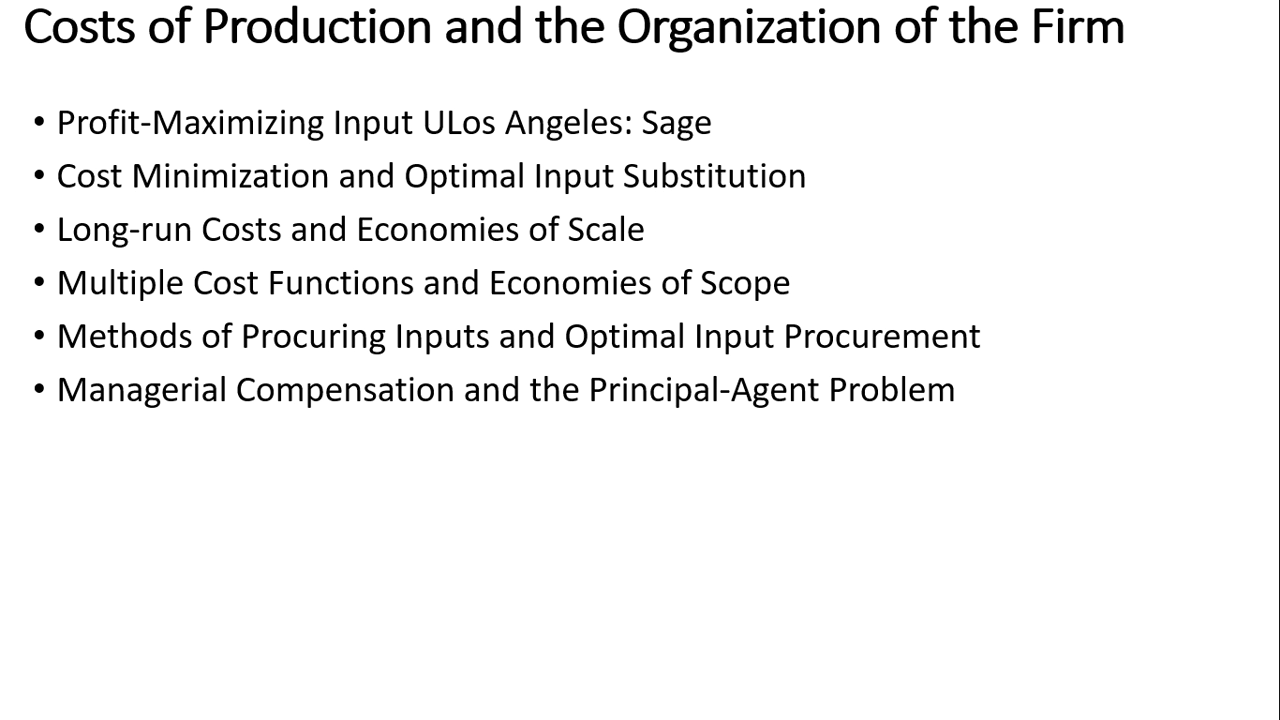 Costs of Production and the Organization of the Firm
• Profit-Maximizing Input ULos Angeles: Sage
• Cost Minimization and Optimal Input Substitution
• Long-run Costs and Economies of Scale
• Multiple Cost Functions and Economies of Scope
• Methods of Procuring Inputs and Optimal Input Procurement
• Managerial Compensation and the Principal-Agent Problem